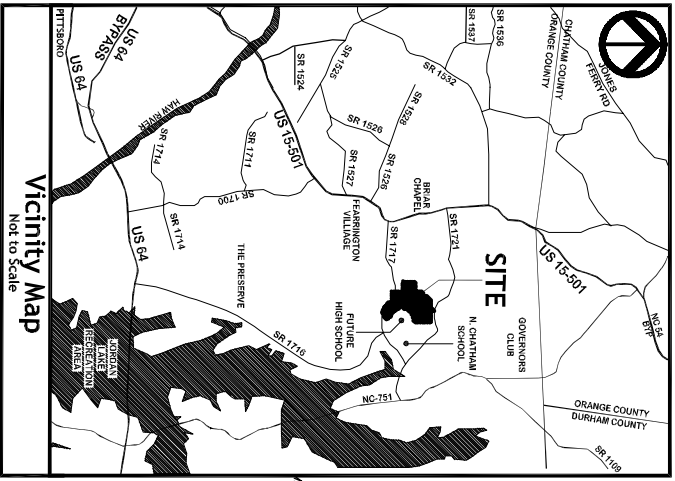 PITTSBORO
US 64
BYPASS
US 64
HAW RIVER
SR 1524
SR 1525
SR 1532
SR 1537
SR 1536
CHATHAM COUNTY
ORANGE COUNTY
JONES
FERRY RD
US 15-501
SR 1526
SR 1528
SR 1527
SR 1526
SR 1711
SR 1714
SR 1714
SR 1700
BRIAR
CHAPEL
FEARRINGTON
VILLIAGE
SR 1717
SR 1721
US 64
THE PRESERVE
SITE
US 15-501
NC 54
BYP
GOVERNORS
CLUB
N. CHATHAM
SCHOOL
FUTURE
HIGH SCHOOL
SR 1716
JORDAN
LAKE
RECREATION
AREA
NC-751
ORANGE COUNTY
DURHAM COUNTY
SR 1109
Vicinity Map
Not to Scale